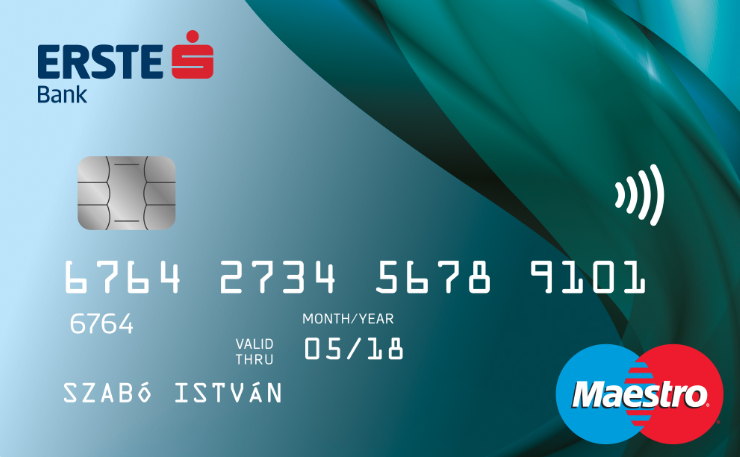 ERSTE
Bank
6764 2734 5678 9101
6764
MONTH/YEAR
VALID
THRU
05/18
SZABÓ ISTVÁN
Maestro